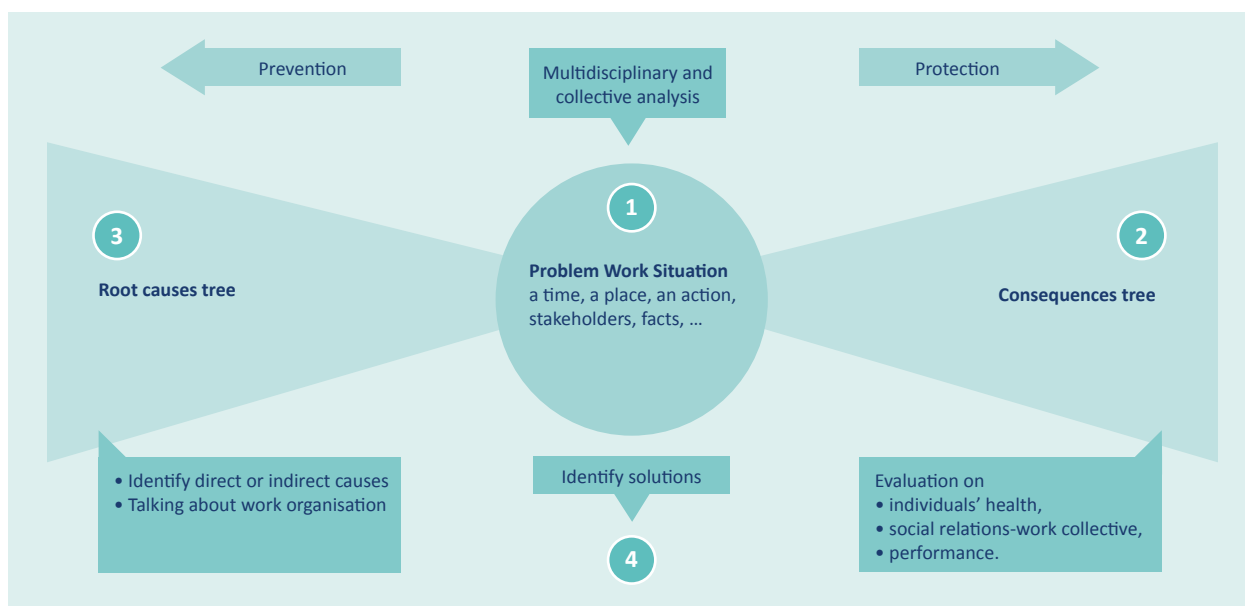 Prevention
Multidisciplinary and
collective analysis
Protection
1
Problem Work Situation
a time, a place, an action,
stakeholders, facts, ...
3
Root causes tree
2
Consequences tree
• Identify direct or indirect causes
• Talking about work organisation
Identify solutions
4
Evaluation on
• individuals’ health,
• social relations-work collective,
• performance.